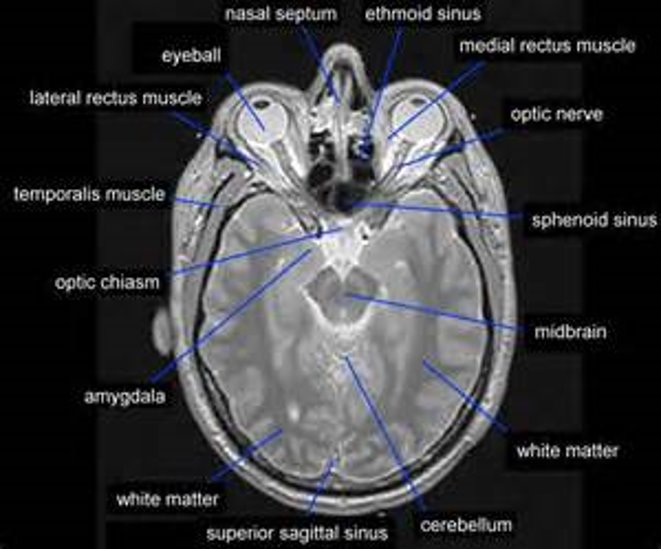 nasal septum
ethmoid sinus
medial rectus muscle
eyeball
lateral rectus muscle
optic nerve
temporalis muscle
sphenoid sinus
optic chiasm
midbrain
amygdala
white matter
white matter
superior sagittal sinus
cerebellum